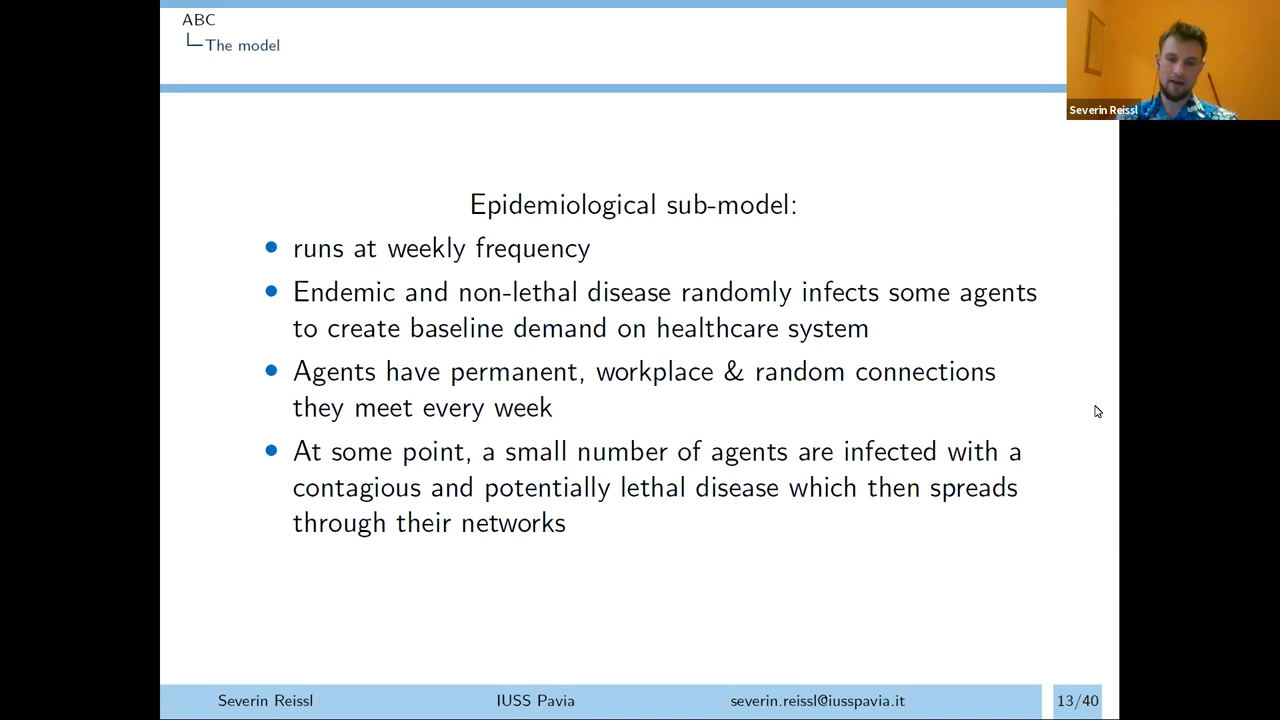 ABC
The model
Severin Reissl
Epidemiological sub-model:
runs at weekly frequency
Endemic and non-lethal disease randomly infects some agents
to create baseline demand on healthcare system
Agents have permanent, workplace & random connections
they meet every week
At some point, a small number of agents are infected with a
contagious and potentially lethal disease which then spreads
through their networks
Severin Reissl IUSS Pavia severin.reissl@iusspavia.it 13/40